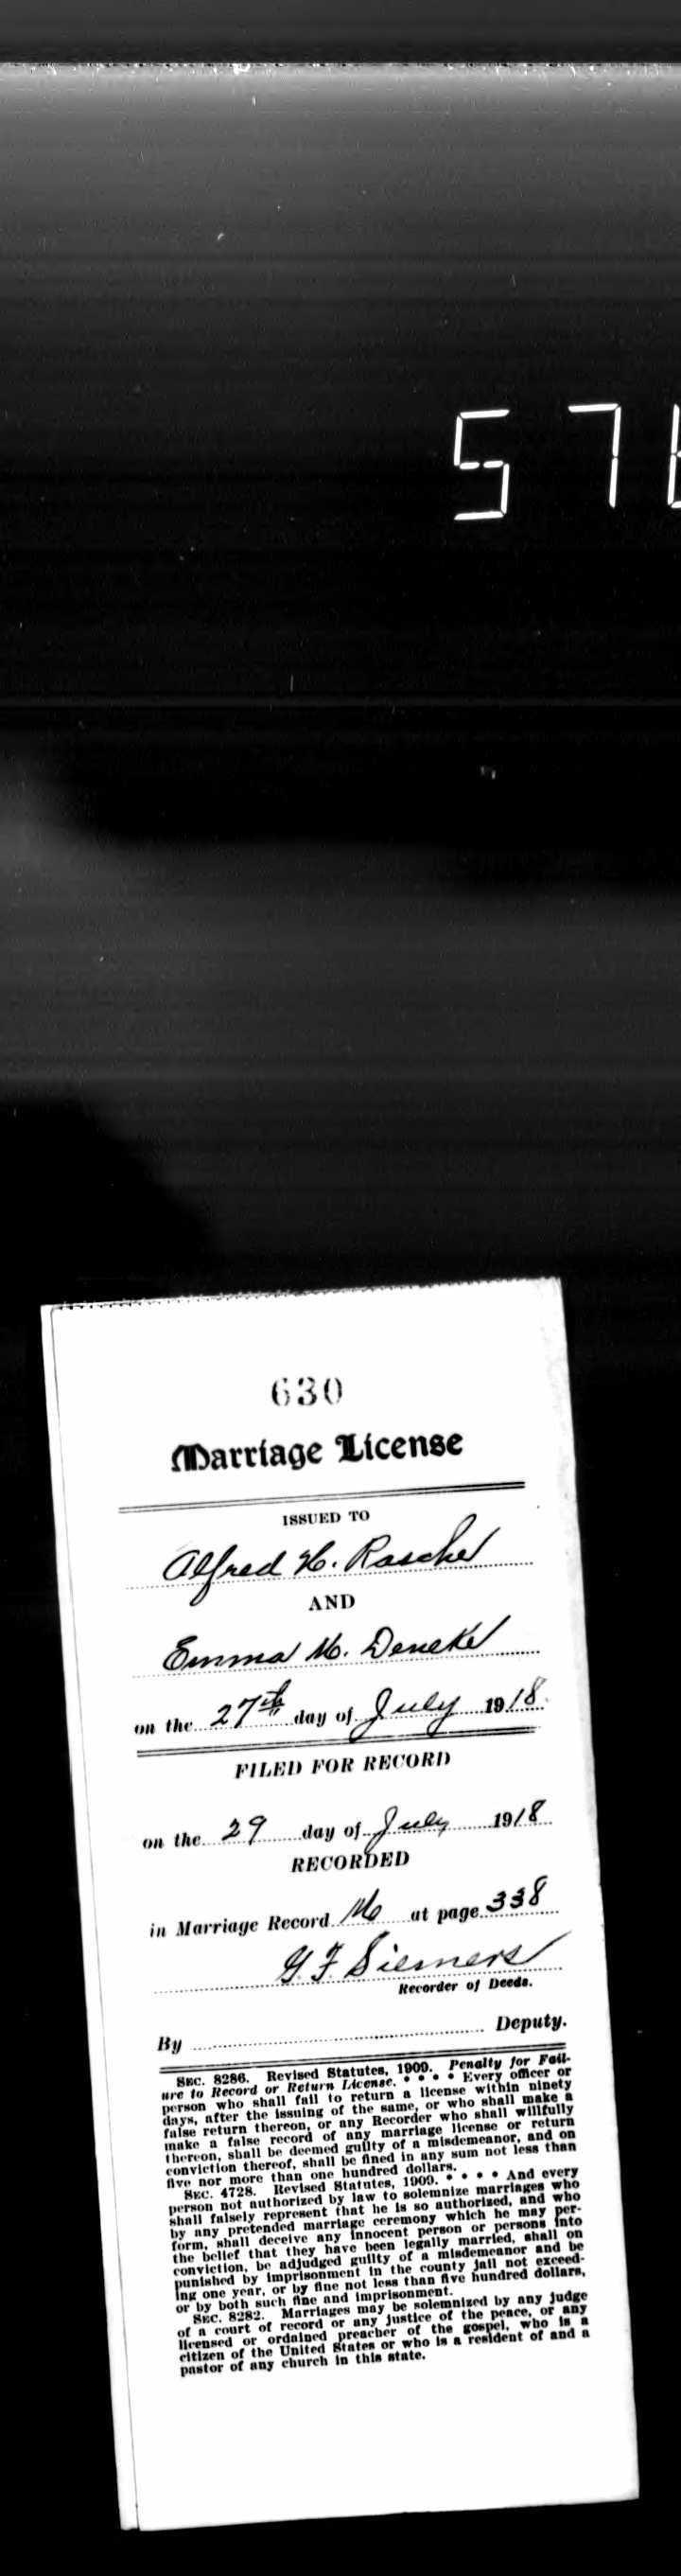 57
630
Marriage License
ISSUED TO
Alfred H. Rasche
AND
Emma M. Deneke
on the 27th day of July 1918.
FILED FOR RECORD
on the 29 day of July 1918
RECORDED
in Marriage Record M at page 338
G. F. Siemers
Recorder of Deeds.
By Deputy.
SEC. 8286. Revised Statutes, 1909. Penalty for Fail-
ure to Record or Return License. • • • • Every officer or
person who shall fail to return a license within ninety
days, after the issuing of the same, or who shall make a
false return thereon, or any Recorder who shall willfully
make a false record of any marriage license or return
thereon, shall be deemed guilty of a misdemeanor, and on
conviction thereof, shall be fined in any sum not less than
five nor more than one hundred dollars.
SEC. 4728. Revised Statutes, 1909. • • • • And every
person not authorized by law to solemnize marriages who
shall falsely represent that he is so authorized, and who
by any pretended marriage ceremony which he may per-
form, shall deceive any innocent person or persons into
the belief that they have been legally married, shall on
conviction, be adjudged guilty of a misdemeanor and be
punished by imprisonment in the county jail not exceed-
ing one year, or by fine not less than five hundred dollars,
or by both such fine and imprisonment.
SEC. 8282. Marriages may be solemnized by any judge
of a court of record or any justice of the peace, or any
licensed or ordained preacher of the gospel, who is a
citizen of the United States or who is a resident of and a
pastor of any church in this state.